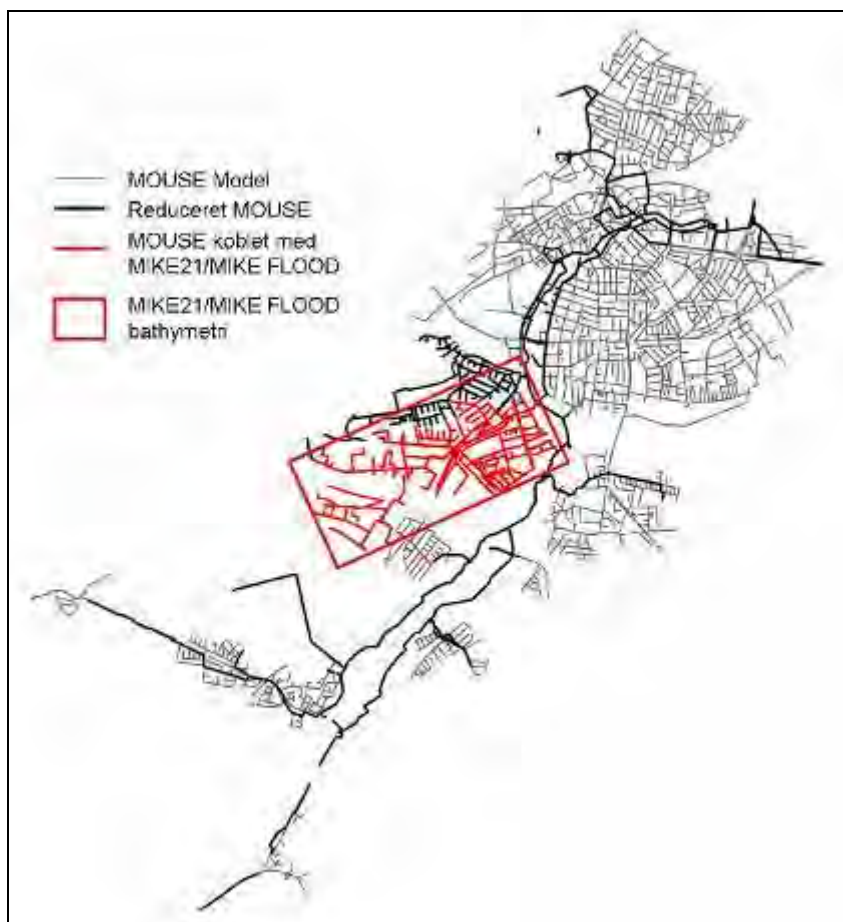 MOUSE Model
Reduceret MOUSE
MOUSE koblet med
MIKE21/MIKE FLOOD
MIKE21/MIKE FLOOD
bathymetri